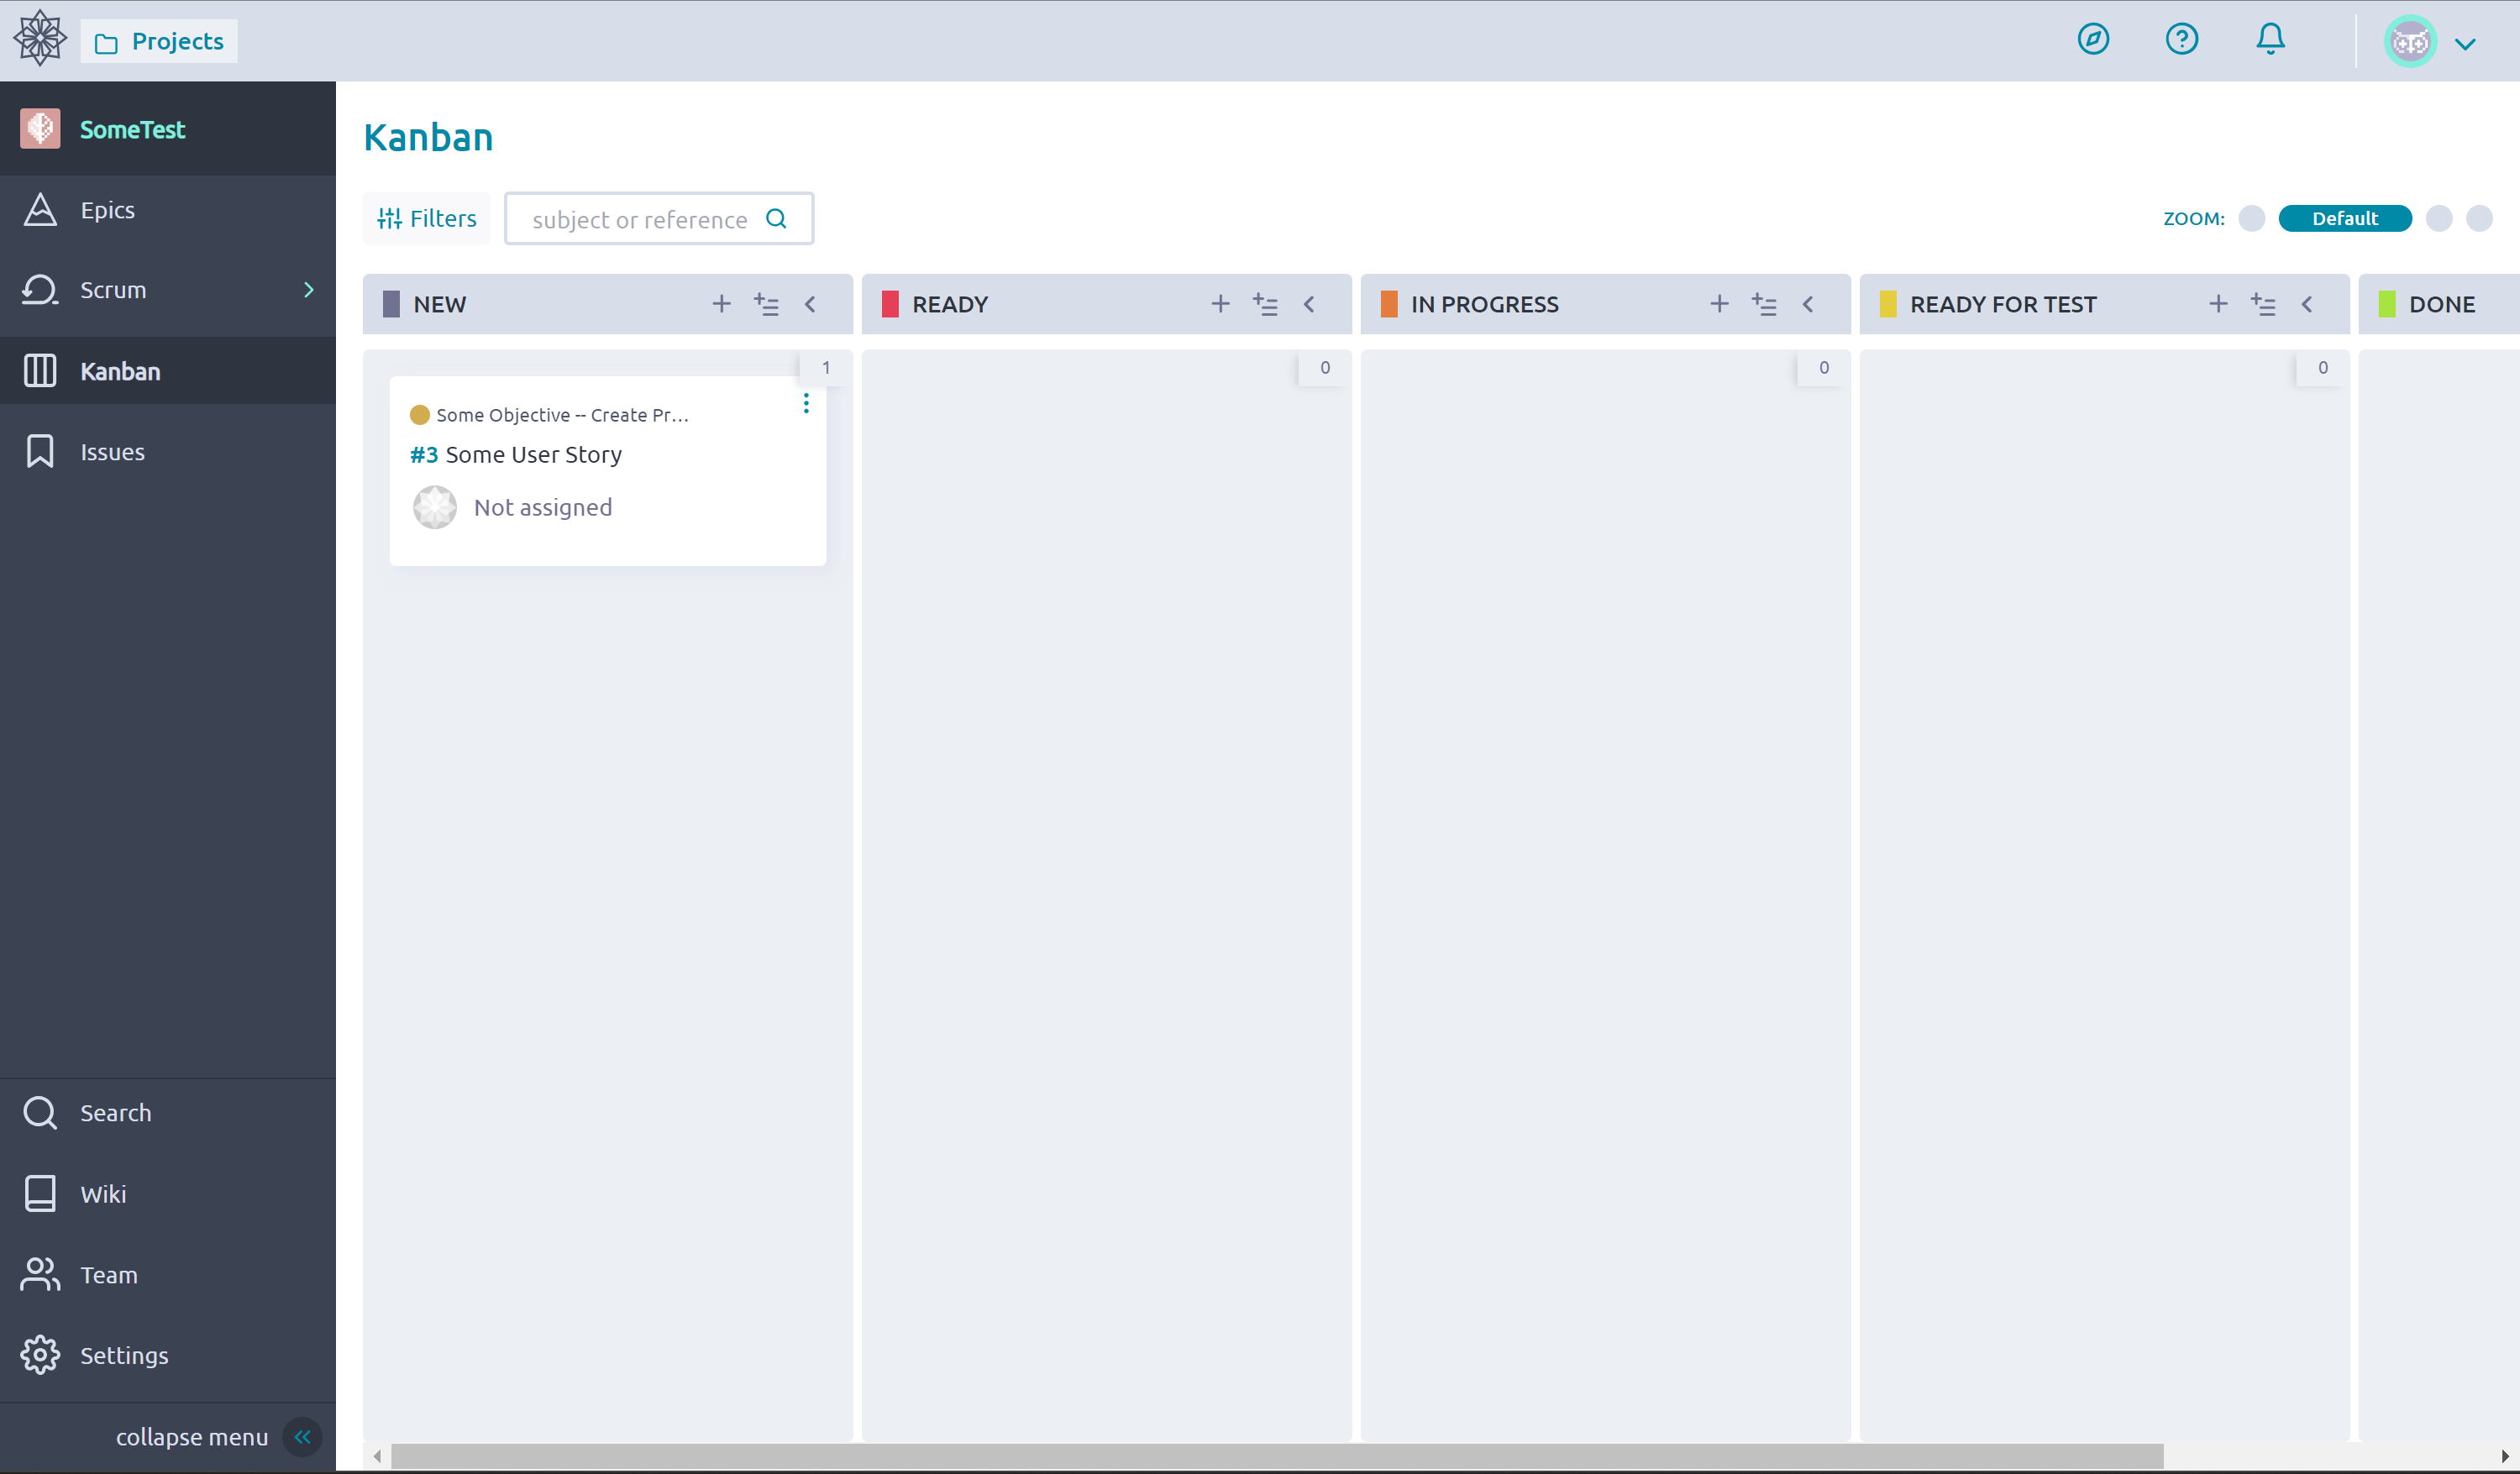 Projects
SomeTest
Epics
Scrum
Kanban
Issues
Search
Wiki
Team
Settings
collapse menu
Kanban
Filters
subject or reference
ZOOM:
Default
NEW
READY
IN PROGRESS
READY FOR TEST
DONE
1
0
0
0
Some Objective -- Create Pr...
#3 Some User Story
Not assigned